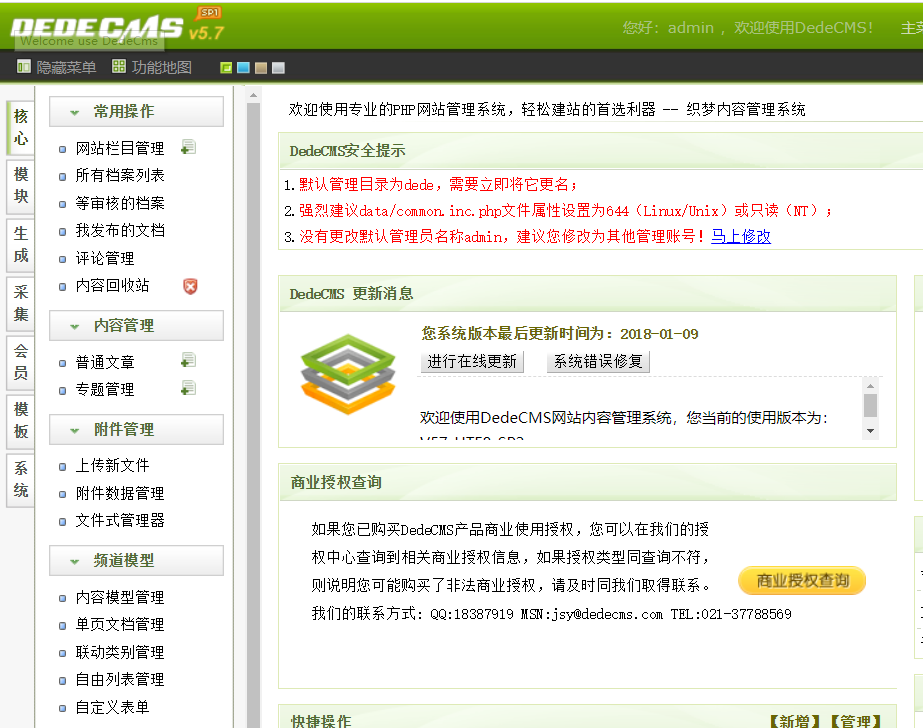 DEDECMS SP1 v5.7
Welcome use DedeCms
您好：admin ，欢迎使用DedeCMS！
隐藏菜单
功能地图
核心
模块
生成
采集
会员
模板
系统
常用操作
网站栏目管理
所有档案列表
等审核的档案
我发布的文档
评论管理
内容回收站
内容管理
普通文章
专题管理
附件管理
上传新文件
附件数据管理
文件式管理器
频道模型
内容模型管理
单页文档管理
联动类别管理
自由列表管理
自定义表单
欢迎使用专业的PHP网站管理系统，轻松建站的首选利器 -- 织梦内容管理系统
DedeCMS安全提示
1.默认管理目录为dede，需要立即将它更名；
2.强烈建议data/common.inc.php文件属性设置为644（Linux/Unix）或只读（NT）；
3.没有更改默认管理员名称admin，建议您修改为其他管理账号！马上修改
DedeCMS 更新消息
您系统版本最后更新时间为：2018-01-09
进行在线更新 系统错误修复
欢迎使用DedeCMS网站内容管理系统，您当前的使用版本为：
商业授权查询
如果您已购买DedeCMS产品商业使用授权，您可以在我们的授
权中心查询到相关商业授权信息，如果授权类型同查询不符，
则说明您可能购买了非法商业授权，请及时同我们取得联系。
我们的联系方式: QQ:18387919 MSN:jsy@dedecms.com TEL:021-37788569
商业授权查询
快捷操作 【新增】【管理】